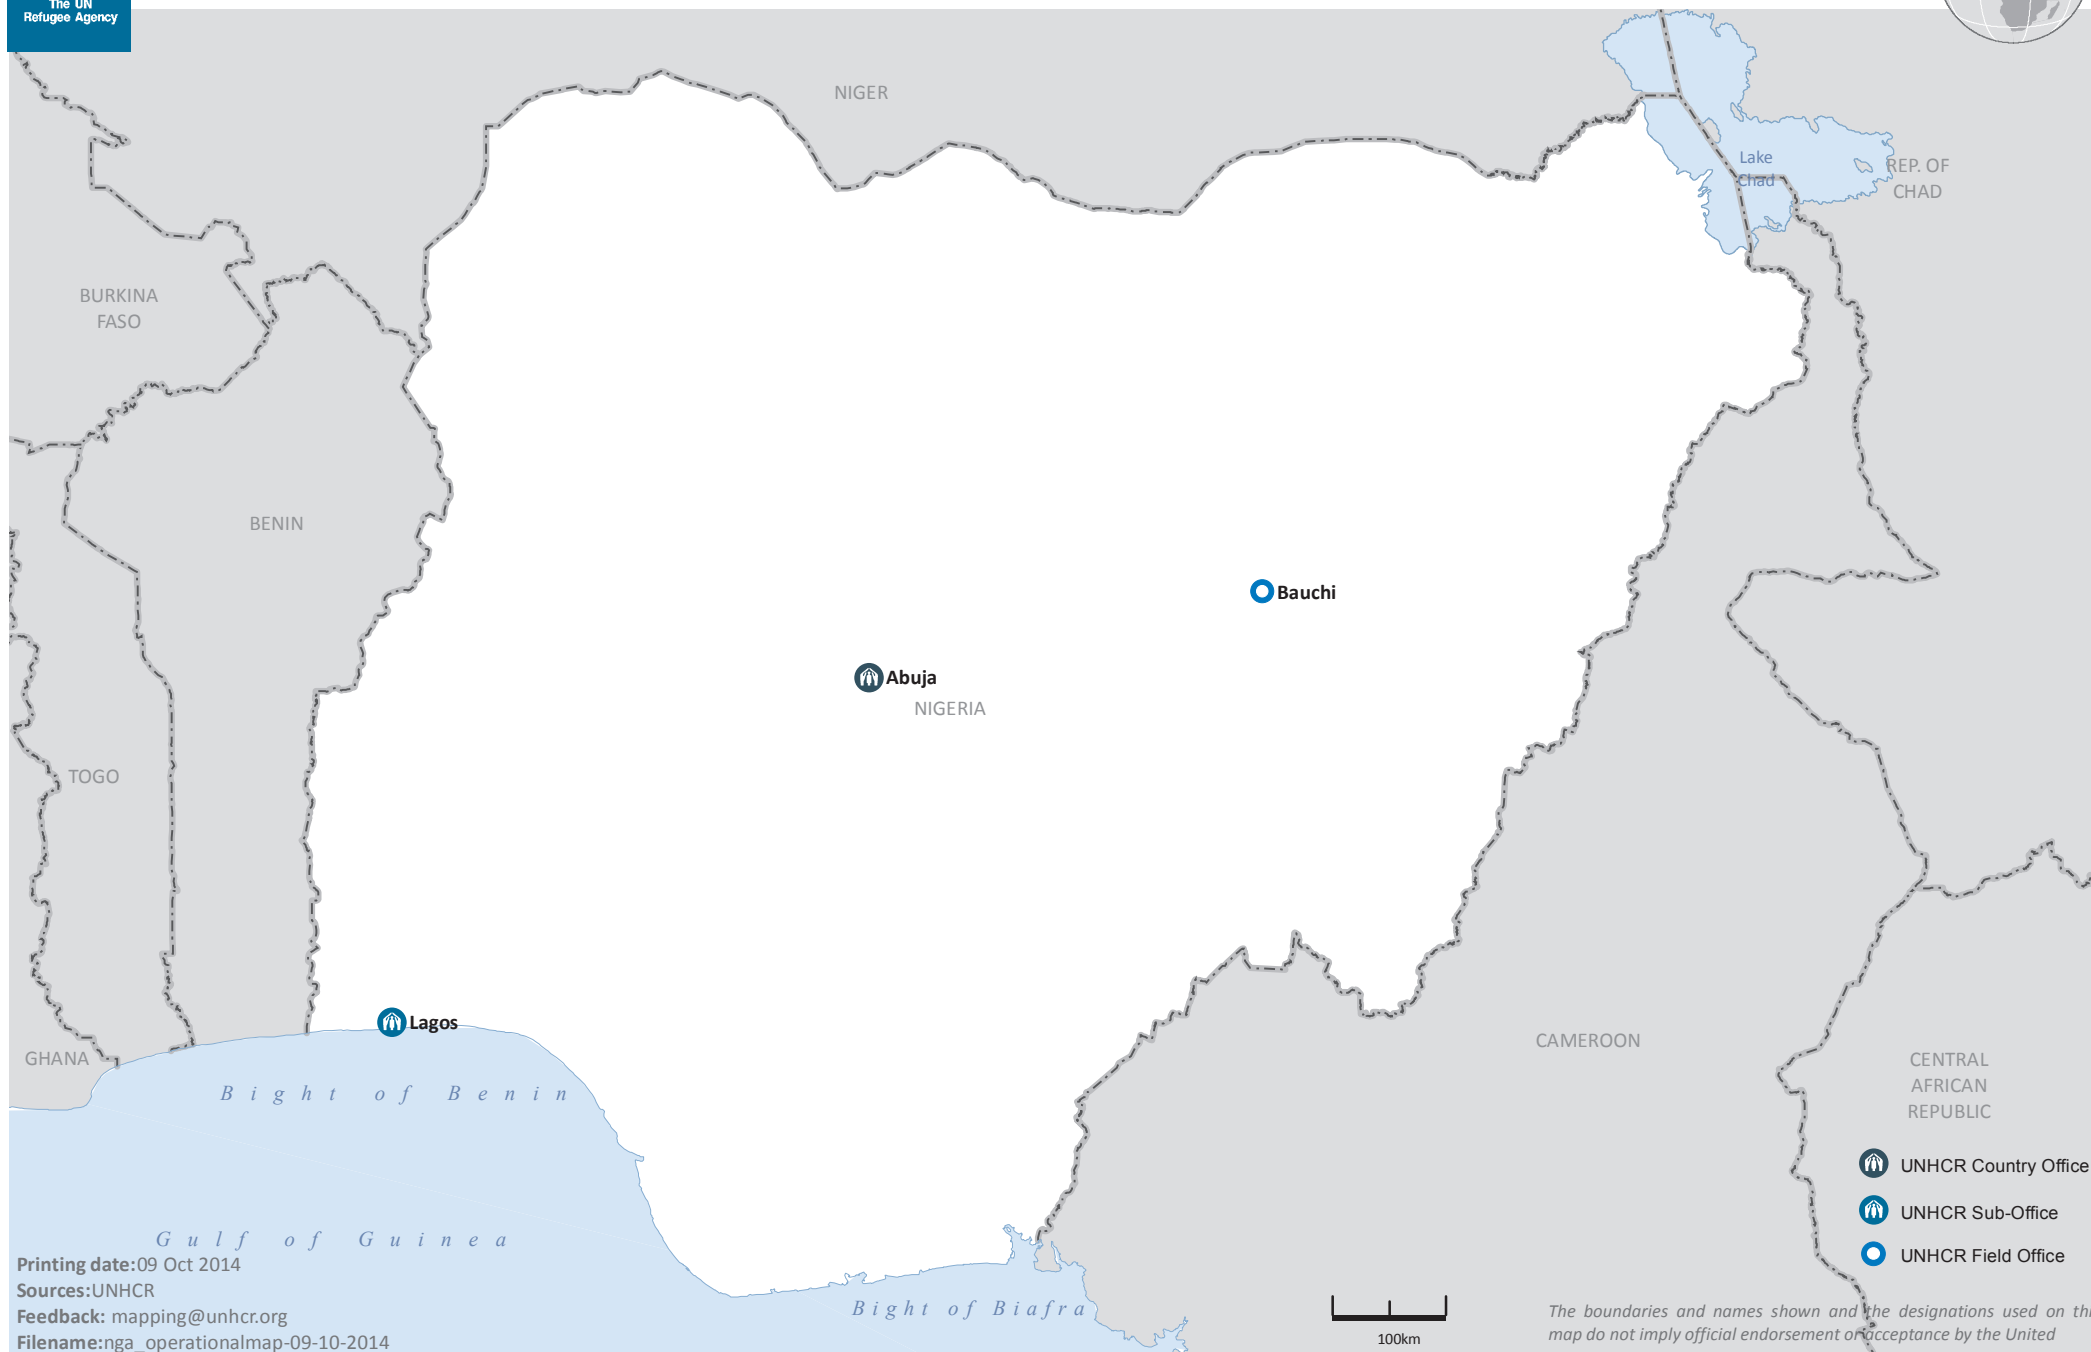 The UN
Refugee Agency
NIGER
Lake
Chad
REP. OF
CHAD
BURKINA
FASO
BENIN
Bauchi
Abuja
NIGERIA
TOGO
Lagos
GHANA
CAMEROON
CENTRAL
AFRICAN
REPUBLIC
Bight of Benin
Gulf of Guinea
Bight of Biafra
UNHCR Country Office
UNHCR Sub-Office
UNHCR Field Office
Printing date:09 Oct 2014
Sources:UNHCR
Feedback: mapping@unhcr.org
Filename:nga_operationalmap-09-10-2014
100km
The boundaries and names shown and the designations used on thi
map do not imply official endorsement or acceptance by the United